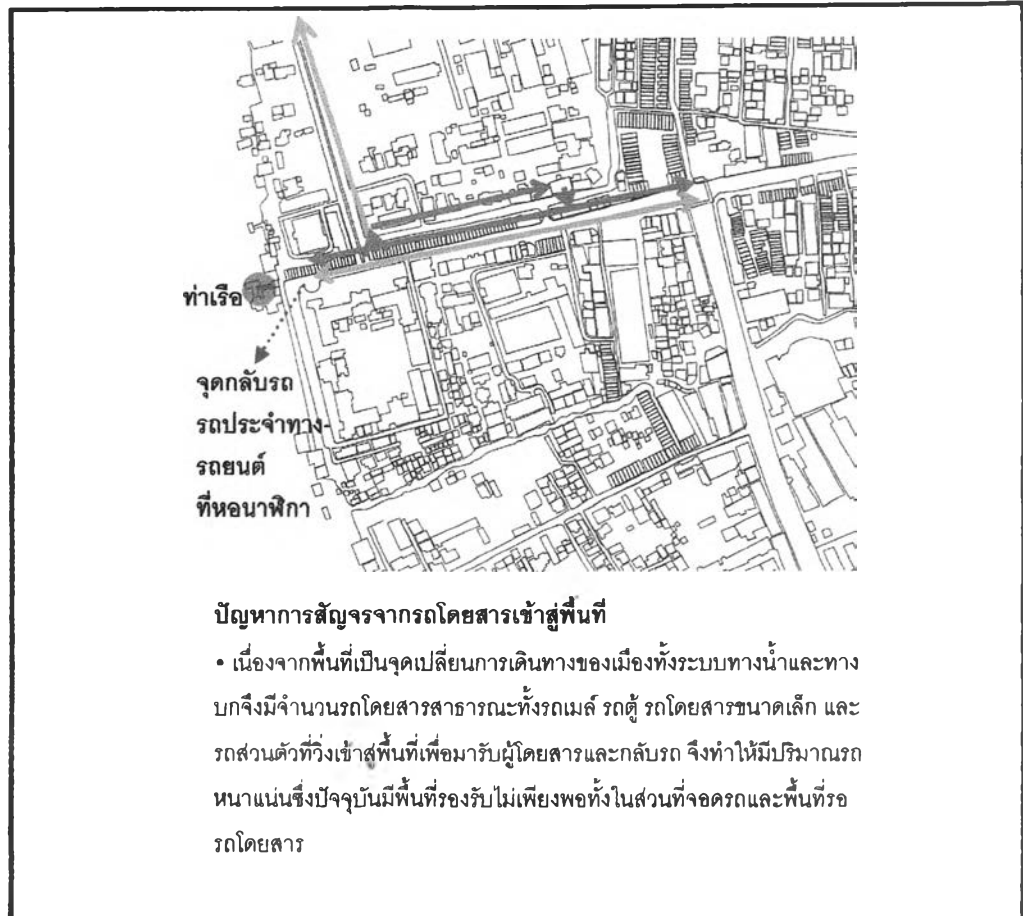 ท่าเรือ
จุดกลับรถ
รถประจำทาง-
รถยนต์
ที่หอนาฬิกา
ปัญหาการสัญจรจากรถโดยสารเข้าสู่พื้นที่
• เนื่องจากพื้นที่เป็นจุดเปลี่ยนการเดินทางของเมืองทั้งระบบทางน้ำและทาง
บกจึงมีจำนวนรถโดยสารสาธารณะทั้งรถเมล์ รถตู้ รถโดยสารขนาดเล็ก และ
รถส่วนตัวที่วิ่งเข้าสู่พื้นที่เพื่อมารับผู้โดยสารและกลับรถ จึงทำให้มีปริมาณรถ
หนาแน่นซึ่งปัจจุบันมีพื้นที่รองรับไม่เพียงพอทั้งในส่วนที่จอดรถและพื้นที่รอ
รถโดยสาร